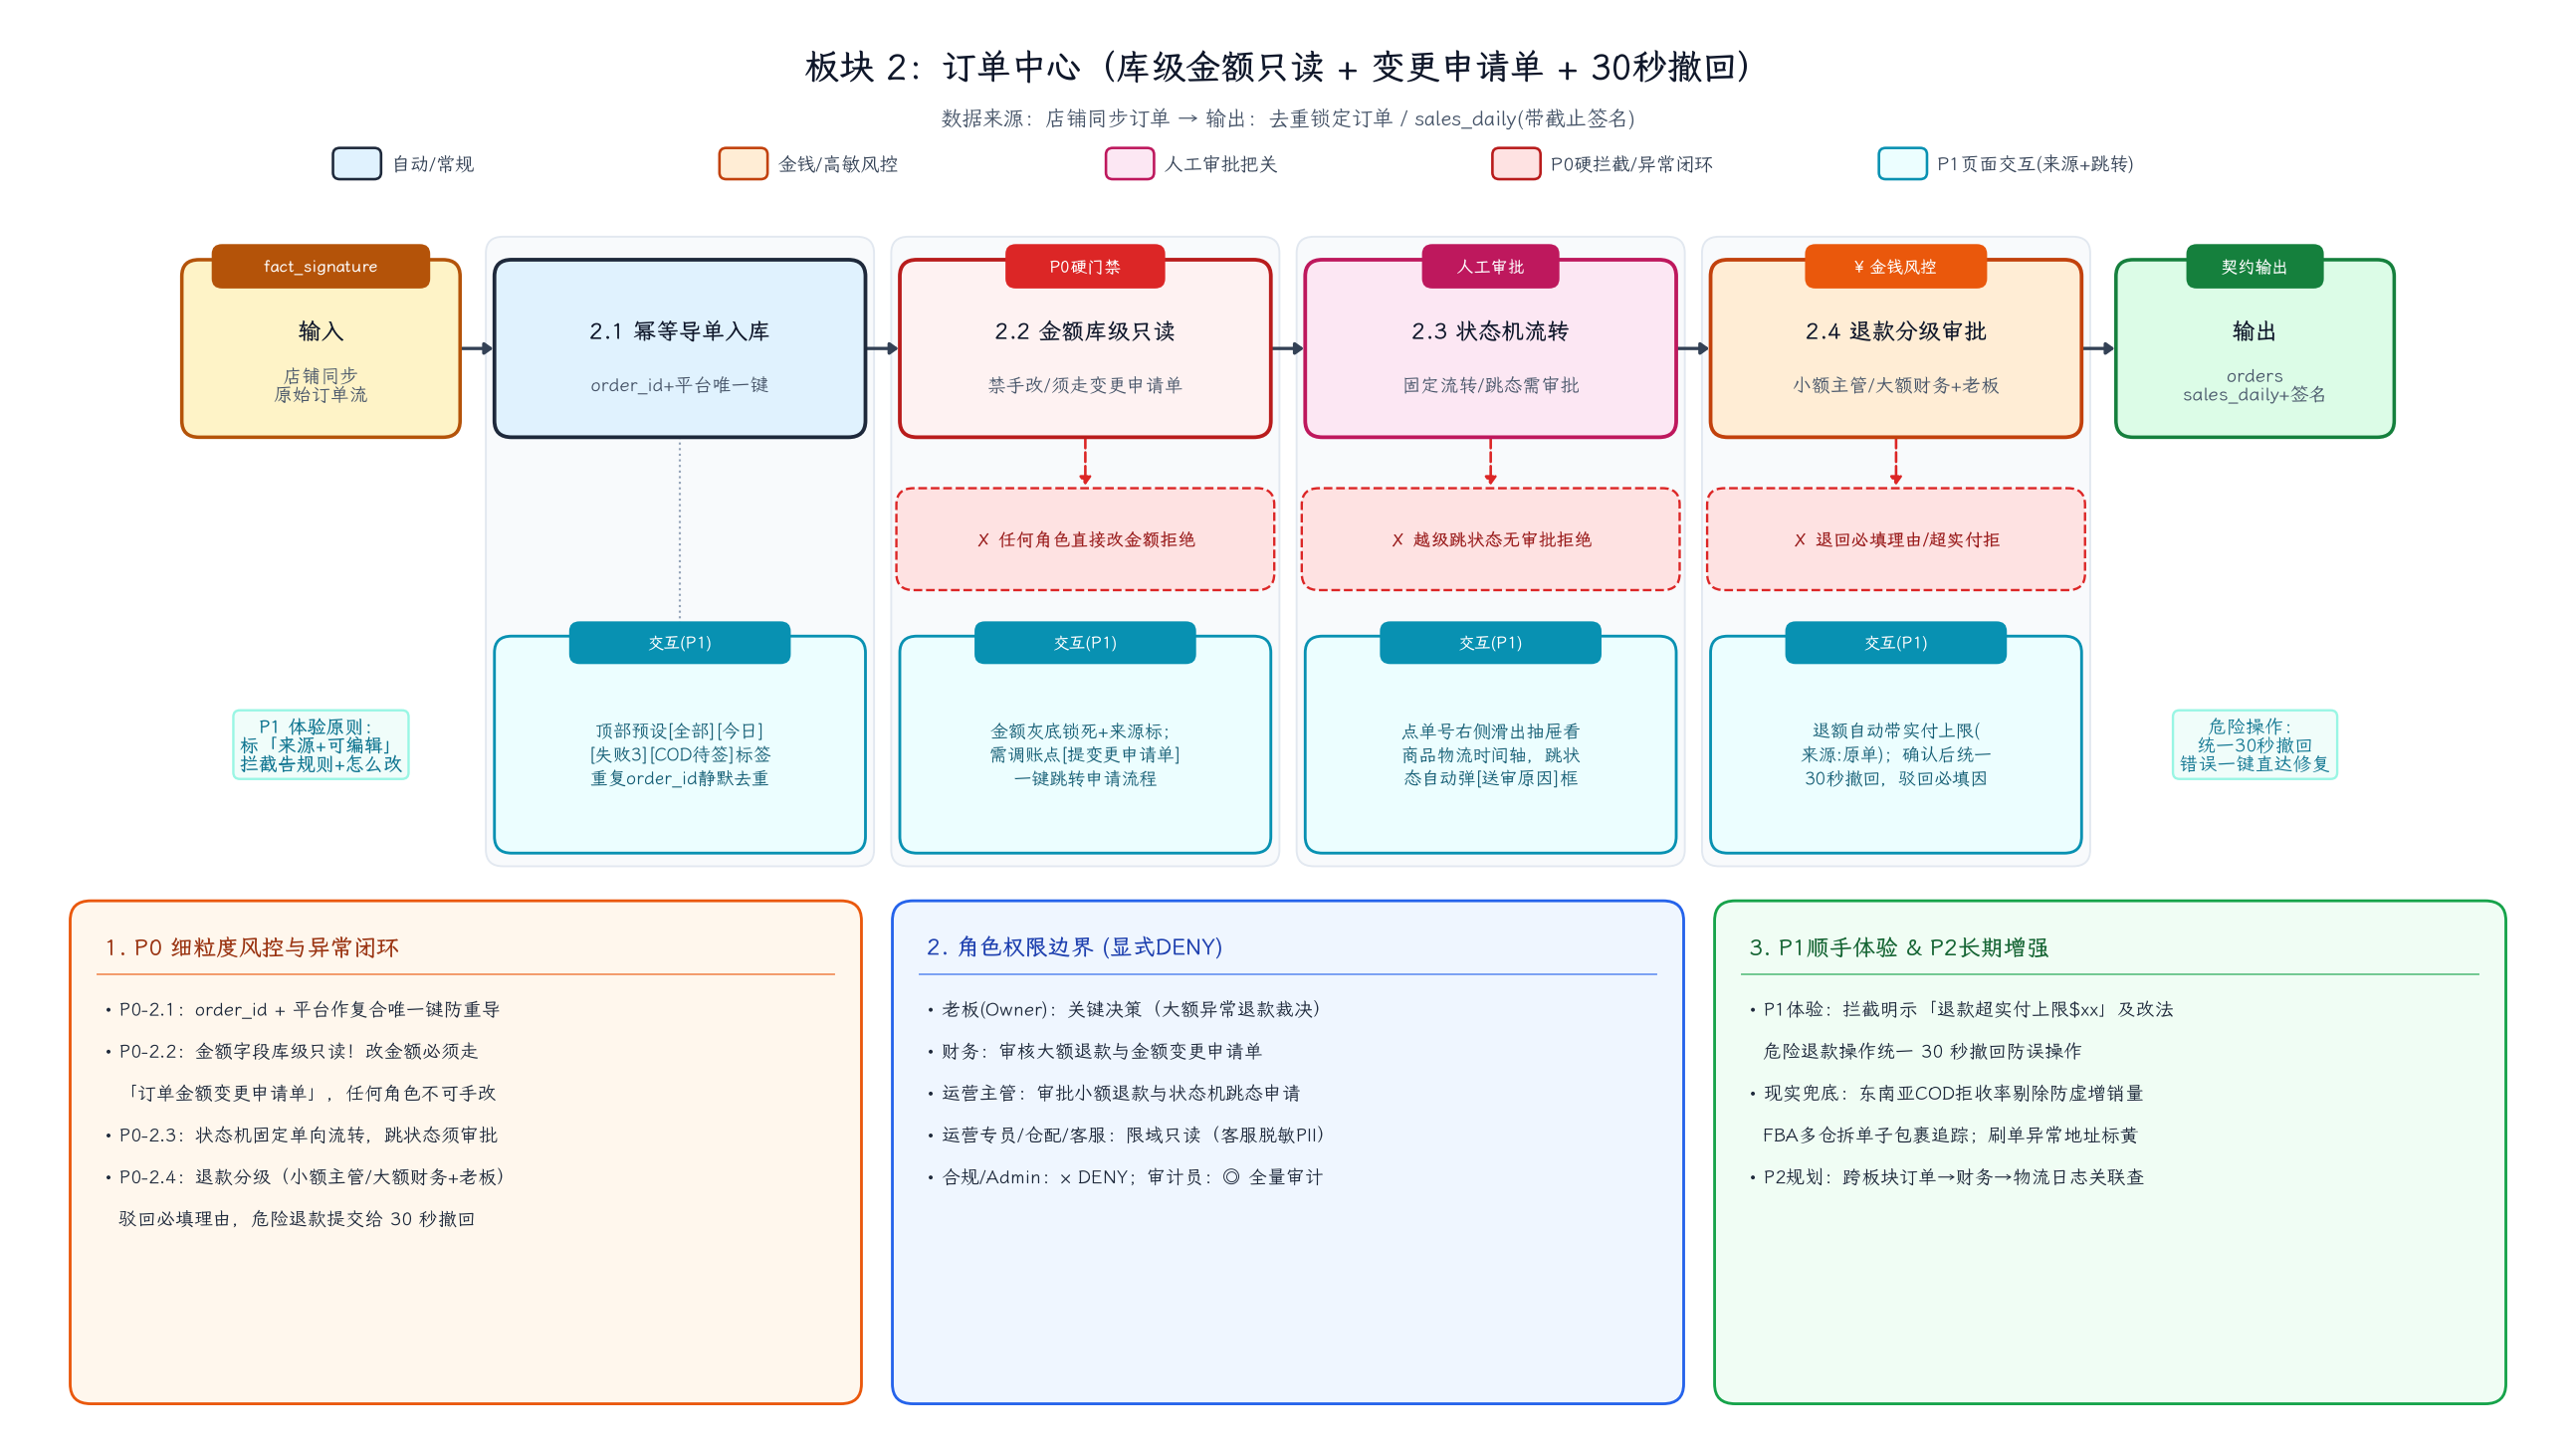 板块 2：订单中心（库级金额只读 + 变更申请单 + 30秒撤回）
数据来源：店铺同步订单 → 输出：去重锁定订单 / sales_daily(带截止签名)
自动/常规
金钱/高敏风控
人工审批把关
P0硬拦截/异常闭环
P1页面交互(来源+跳转)
fact_signature
输入
店铺同步
原始订单流
2.1 幂等导单入库
order_id+平台唯一键
P0硬门禁
2.2 金额库级只读
禁手改/须走变更申请单
人工审批
2.3 状态机流转
固定流转/跳态需审批
¥ 金钱风控
2.4 退款分级审批
小额主管/大额财务+老板
契约输出
输出
orders
sales_daily+签名
X 任何角色直接改金额拒绝
X 越级跳状态无审批拒绝
X 退回必填理由/超实付拒
P1 体验原则：
标「来源+可编辑」
拦截告规则+怎么改
交互(P1)
顶部预设[全部][今日]
[失败3][COD待签]标签
重复order_id静默去重
交互(P1)
金额灰底锁死+来源标；
需调账点[提变更申请单]
一键跳转申请流程
交互(P1)
点单号右侧滑出抽屉看
商品物流时间轴，跳状
态自动弹[送审原因]框
交互(P1)
退额自动带实付上限(
来源:原单)；确认后统一
30秒撤回，驳回必填因
危险操作：
统一30秒撤回
错误一键直达修复
1. P0 细粒度风控与异常闭环
• P0-2.1：order_id + 平台作复合唯一键防重导
• P0-2.2：金额字段库级只读！改金额必须走
「订单金额变更申请单」，任何角色不可手改
• P0-2.3：状态机固定单向流转，跳状态须审批
• P0-2.4：退款分级（小额主管/大额财务+老板）
驳回必填理由，危险退款提交给 30 秒撤回
2. 角色权限边界 (显式DENY)
• 老板(Owner)：关键决策（大额异常退款裁决）
• 财务：审核大额退款与金额变更申请单
• 运营主管：审批小额退款与状态机跳态申请
• 运营专员/仓配/客服：限域只读（客服脱敏PII）
• 合规/Admin：× DENY；审计员：◎ 全量审计
3. P1顺手体验 & P2长期增强
• P1体验：拦截明示「退款超实付上限$xx」及改法
危险退款操作统一 30 秒撤回防误操作
• 现实兜底：东南亚COD拒收率剔除防虚增销量
FBA多仓拆单子包裹追踪；刷单异常地址标黄
• P2规划：跨板块订单→财务→物流日志关联查